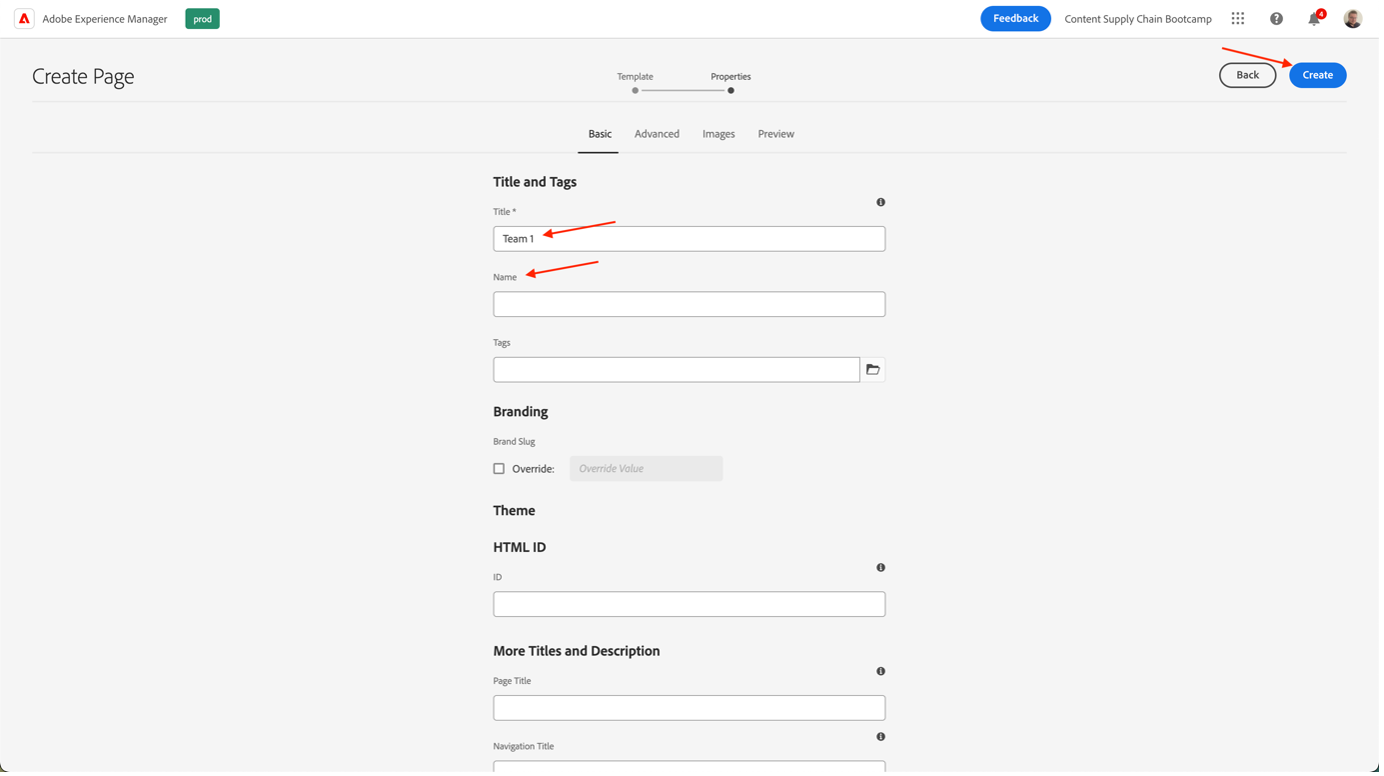 Adobe Experience Manager
prod
Feedback
Content Supply Chain Bootcamp
4
Create Page
Template
Properties
Back
Create
Basic
Advanced
Images
Preview
Title and Tags
Title *
Team 1
Name
Tags
Branding
Brand Slug
Override:
Override Value
Theme
HTML ID
ID
More Titles and Description
Page Title
Navigation Title